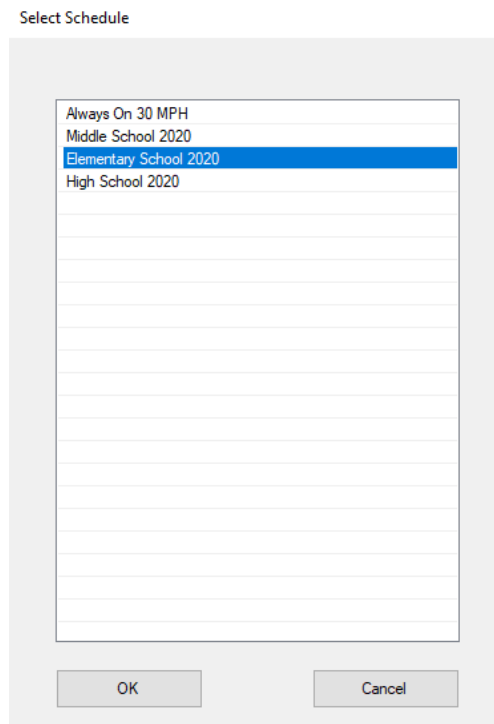 Select Schedule
Always On 30 MPH
Middle School 2020
Elementary School 2020
High School 2020
OK
Cancel